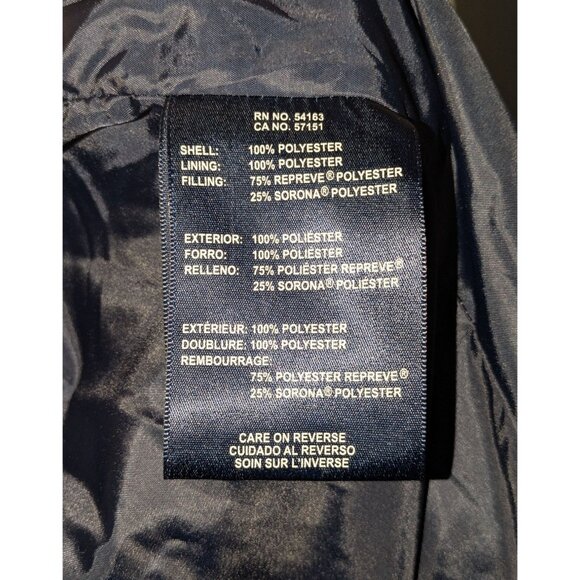 RN NO. 54163
CA NO. 57151
SHELL: 100% POLYESTER
LINING: 100% POLYESTER
FILLING: 75% REPREVE® POLYESTER
25% SORONA® POLYESTER
EXTERIOR: 100% POLIÉSTER
FORRO: 100% POLIÉSTER
RELLENO: 75% POLIÉSTER REPREVE®
25% SORONA® POLIÉSTER
EXTÉRIEUR: 100% POLYESTER
DOUBLURE: 100% POLYESTER
REMBOURRAGE:
75% POLYESTER REPREVE®
25% SORONA® POLYESTER
CARE ON REVERSE
CUIDADO AL REVERSO
SOIN SUR L'INVERSE